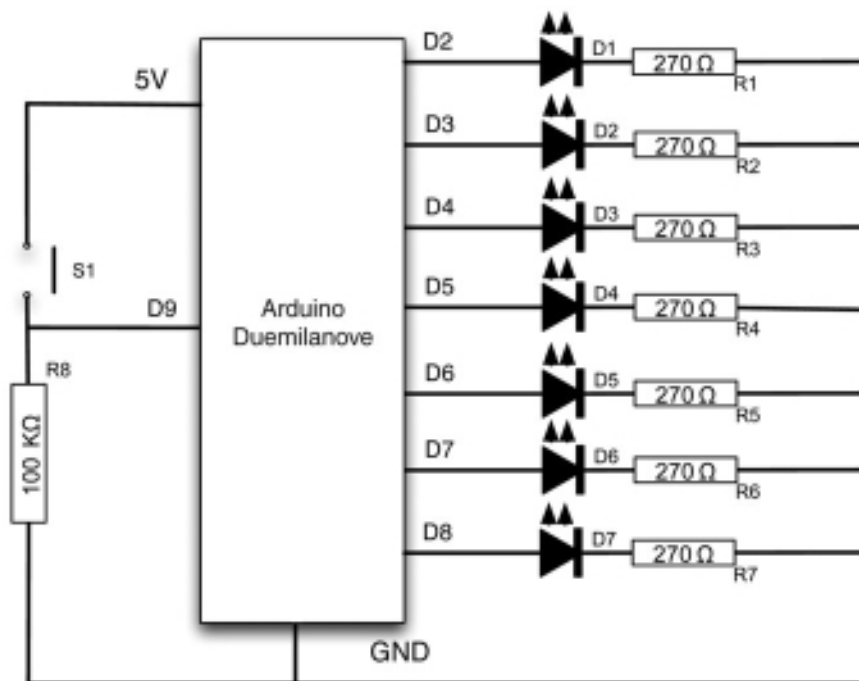 5V
S1
D9
R8
100 KΩ
Arduino
Duemilanove
GND
D2
D1
270 Ω
R1
D3
D2
270 Ω
R2
D4
D3
270 Ω
R3
D5
D4
270 Ω
R4
D6
D5
270 Ω
R5
D7
D6
270 Ω
R6
D8
D7
270 Ω
R7